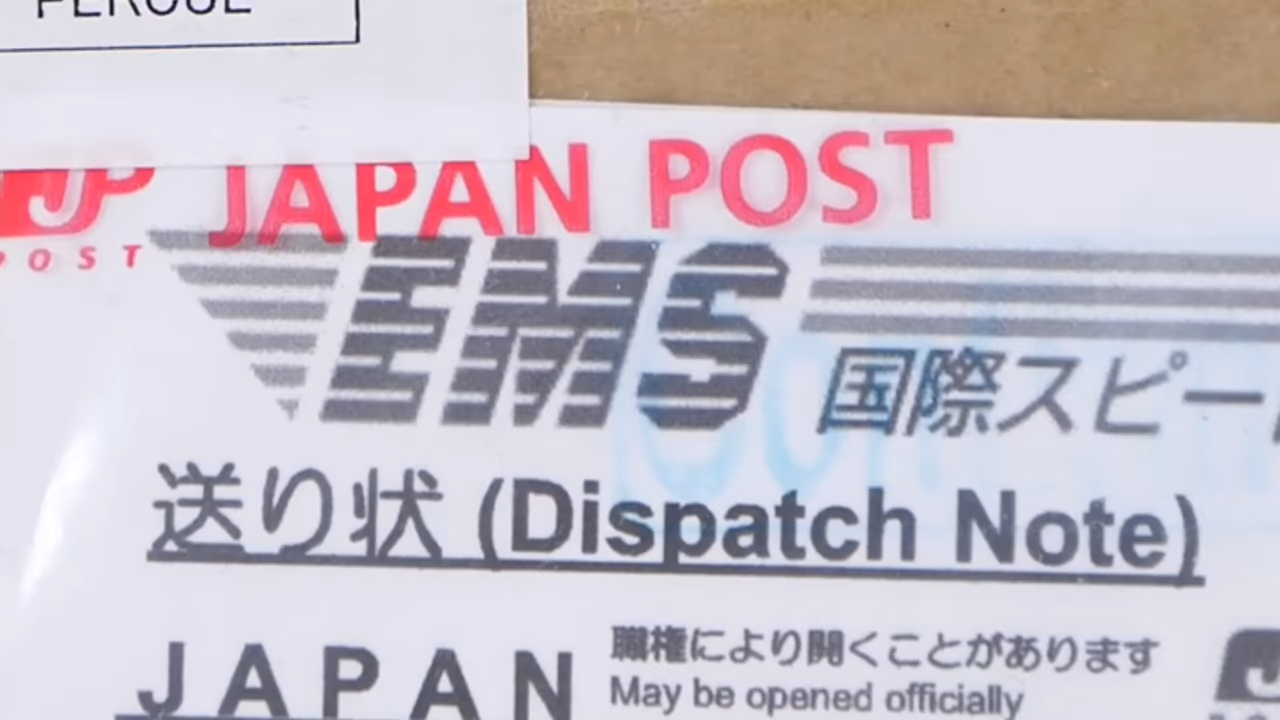 JAPAN POST
POST
EMS
国際スピー
送り状 (Dispatch Note)
職権により開くことがあります
JAPAN May be opened officially